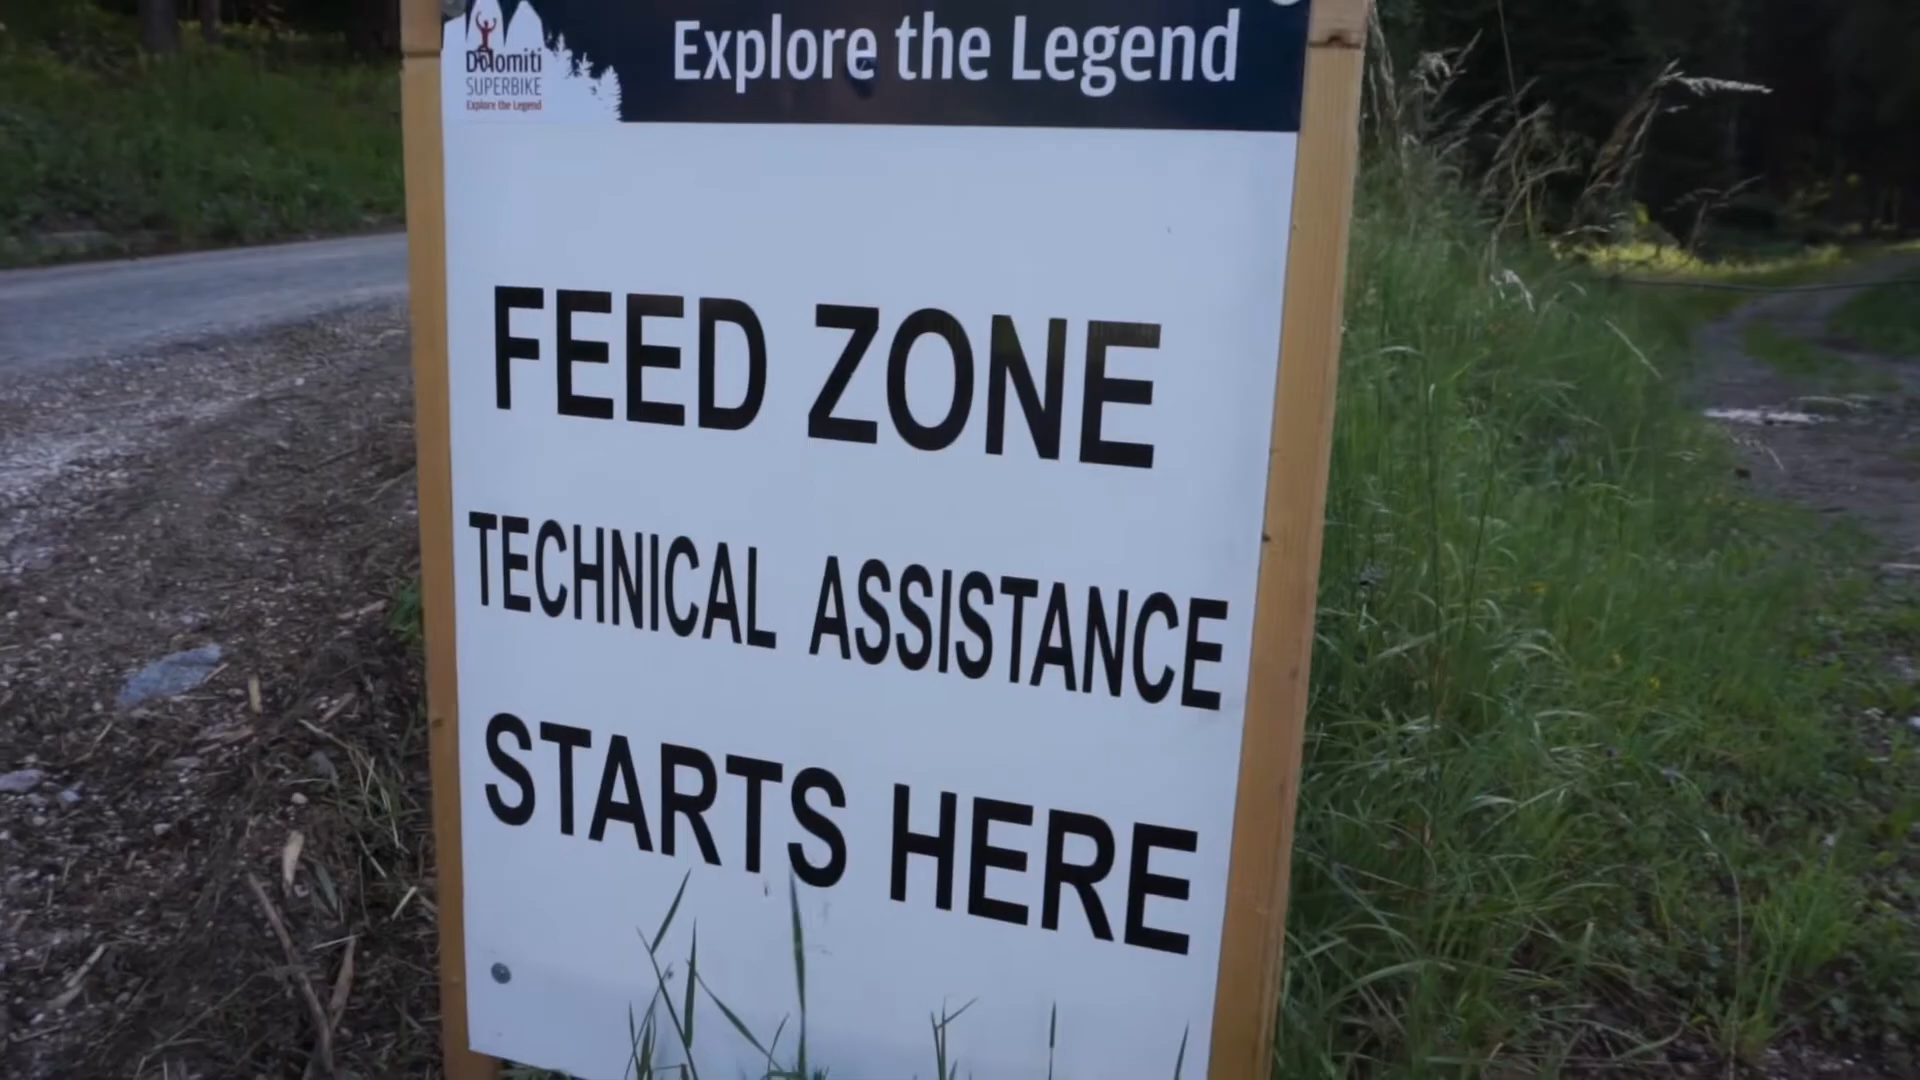 Dolomiti
SUPERBIKE
Explore the Legend
Explore the Legend
FEED ZONE
TECHNICAL ASSISTANCE
STARTS HERE